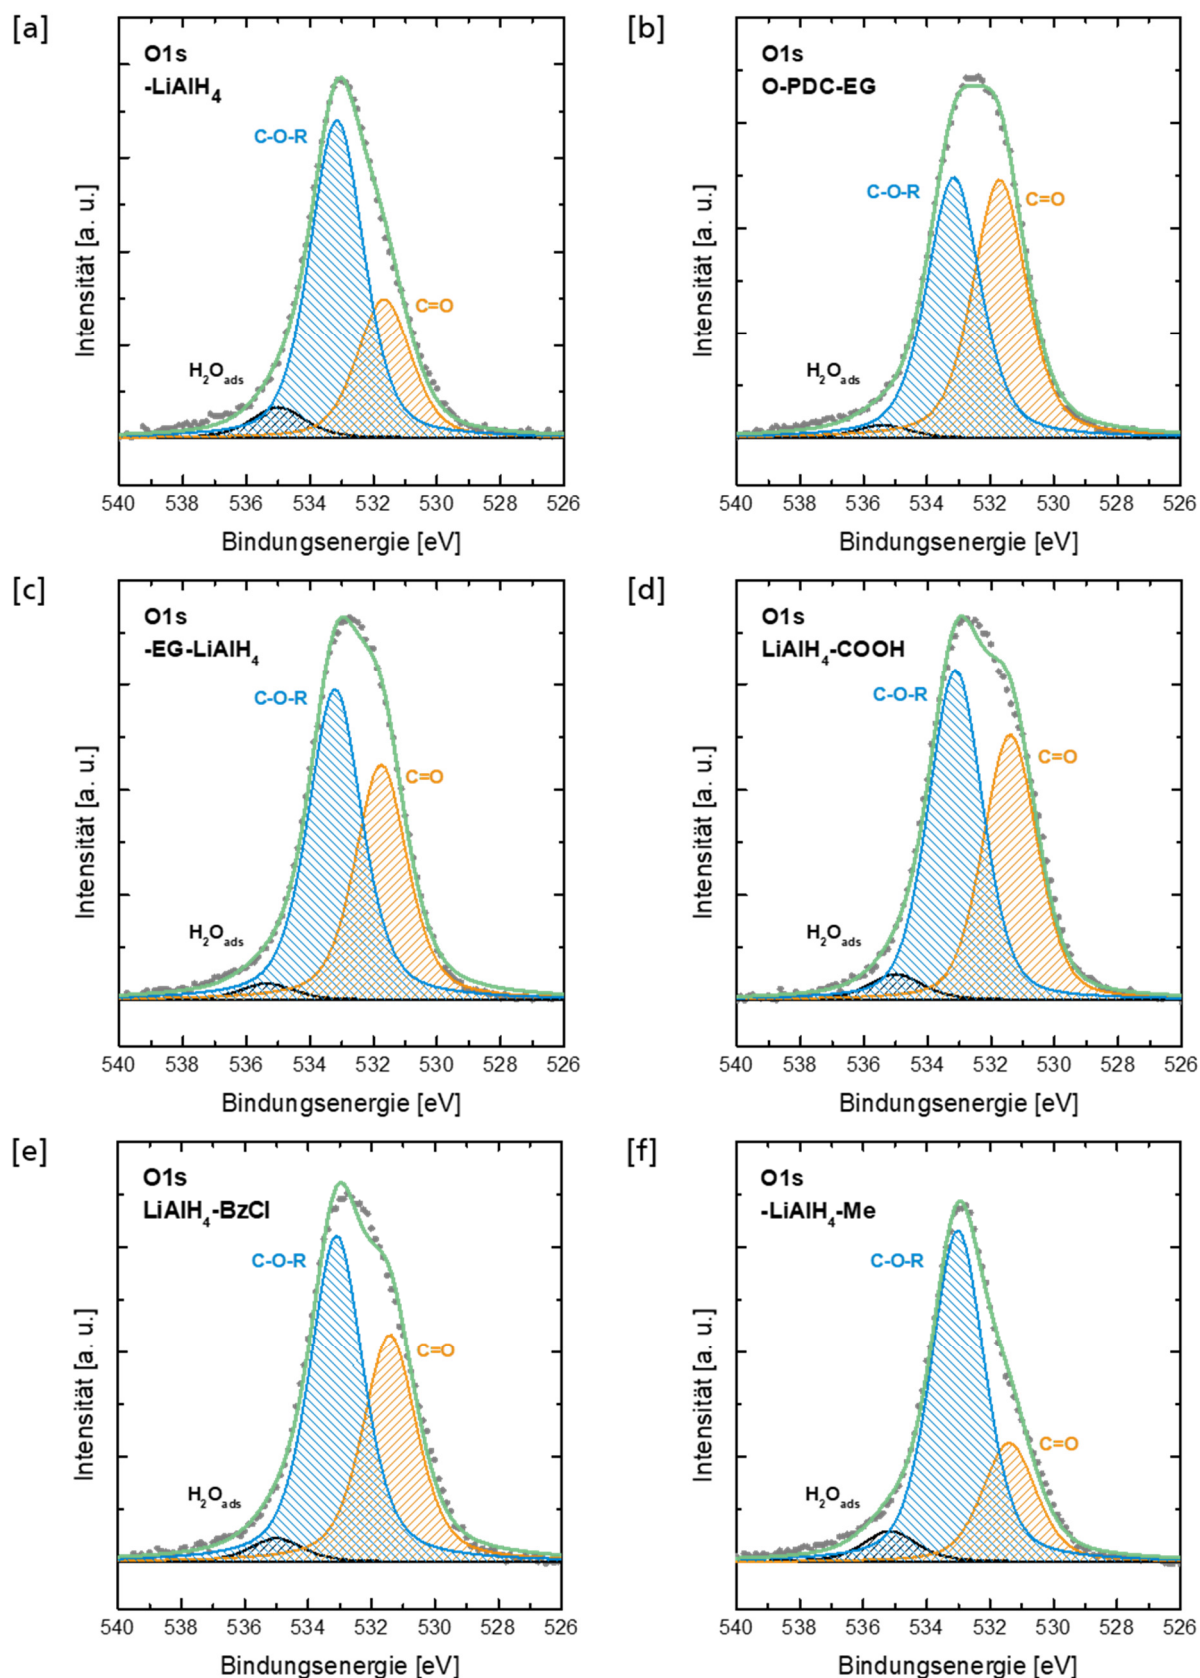 [a]
O1s
-LiAlH4
C-O-R
C=O
H2Oads
Intensität [a. u.]
540 538 536 534 532 530 528 526
Bindungsenergie [eV]
[b]
O1s
O-PDC-EG
C-O-R
C=O
H2Oads
Intensität [a. u.]
540 538 536 534 532 530 528 526
Bindungsenergie [eV]
[c]
O1s
-EG-LiAlH4
C-O-R
C=O
H2Oads
Intensität [a. u.]
540 538 536 534 532 530 528 526
Bindungsenergie [eV]
[d]
O1s
LiAlH4-COOH
C-O-R
C=O
H2Oads
Intensität [a. u.]
540 538 536 534 532 530 528 526
Bindungsenergie [eV]
[e]
O1s
LiAlH4-BzCl
C-O-R
C=O
H2Oads
Intensität [a. u.]
540 538 536 534 532 530 528 526
Bindungsenergie [eV]
[f]
O1s
-LiAlH4-Me
C-O-R
C=O
H2Oads
Intensität [a. u.]
540 538 536 534 532 530 528 526
Bindungsenergie [eV]